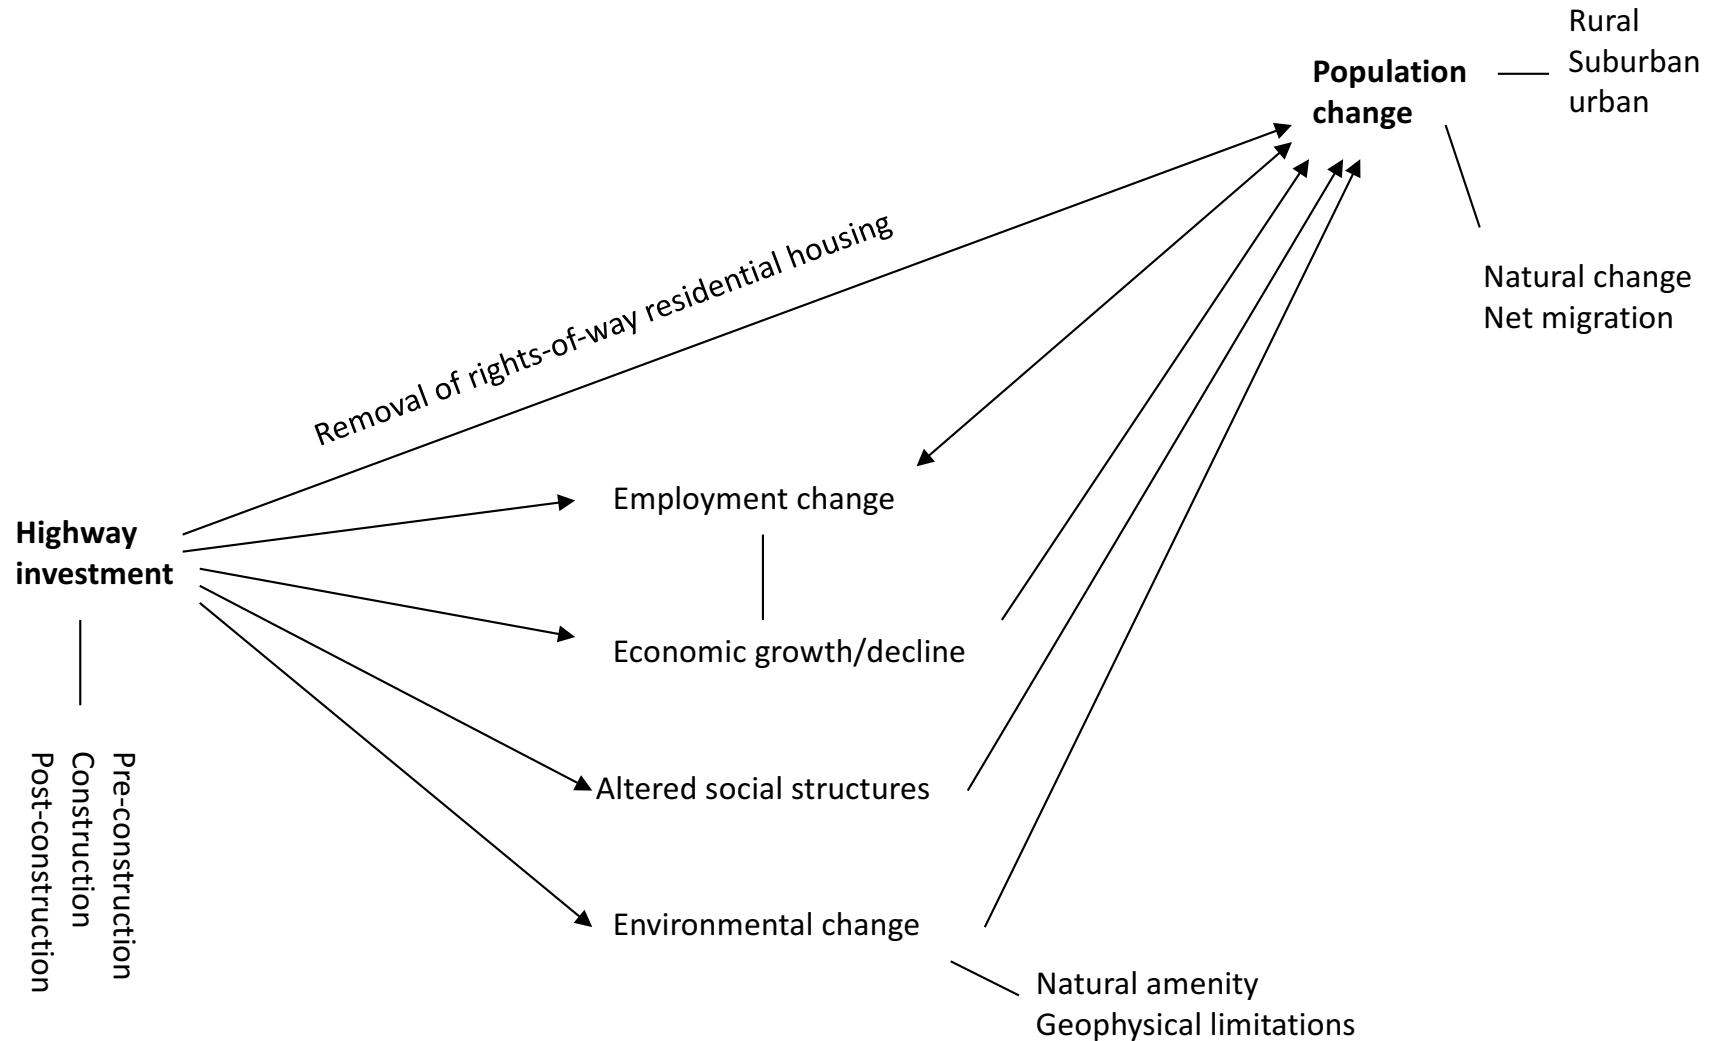 Rural
Suburban
urban
Population
change
Natural change
Net migration
Removal of rights-of-way residential housing
Employment change
Highway
investment
Economic growth/decline
Pre-construction
Construction
Post-construction
Altered social structures
Environmental change
Natural amenity
Geophysical limitations